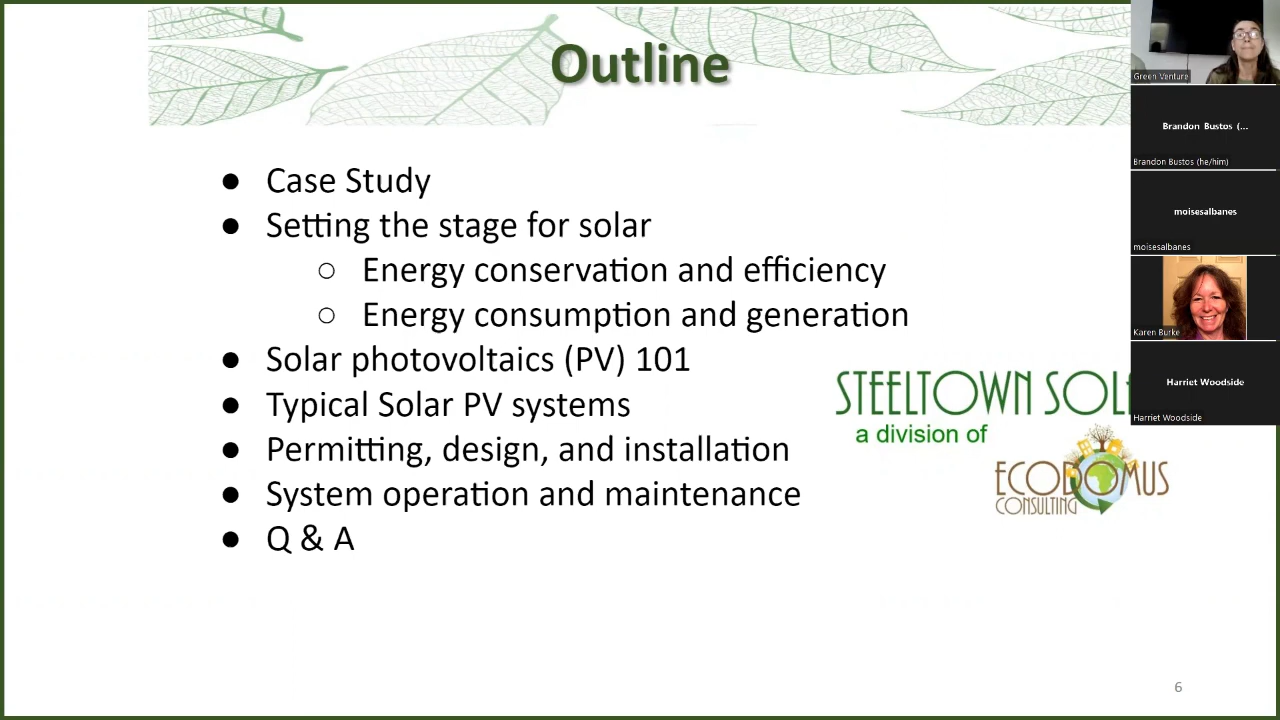 Outline
● Case Study
● Setting the stage for solar
○ Energy conservation and efficiency
○ Energy consumption and generation
● Solar photovoltaics (PV) 101
● Typical Solar PV systems
● Permitting, design, and installation
● System operation and maintenance
● Q & A
STEELTOWN
a division of
ECODOMUS
CONSULTING
6
Green Venture
Brandon Bustos (...
Brandon Bustos (he/him)
moisesalbanes
moisesalbanes
Karen Burke
Harriet Woodside
Harriet Woodside